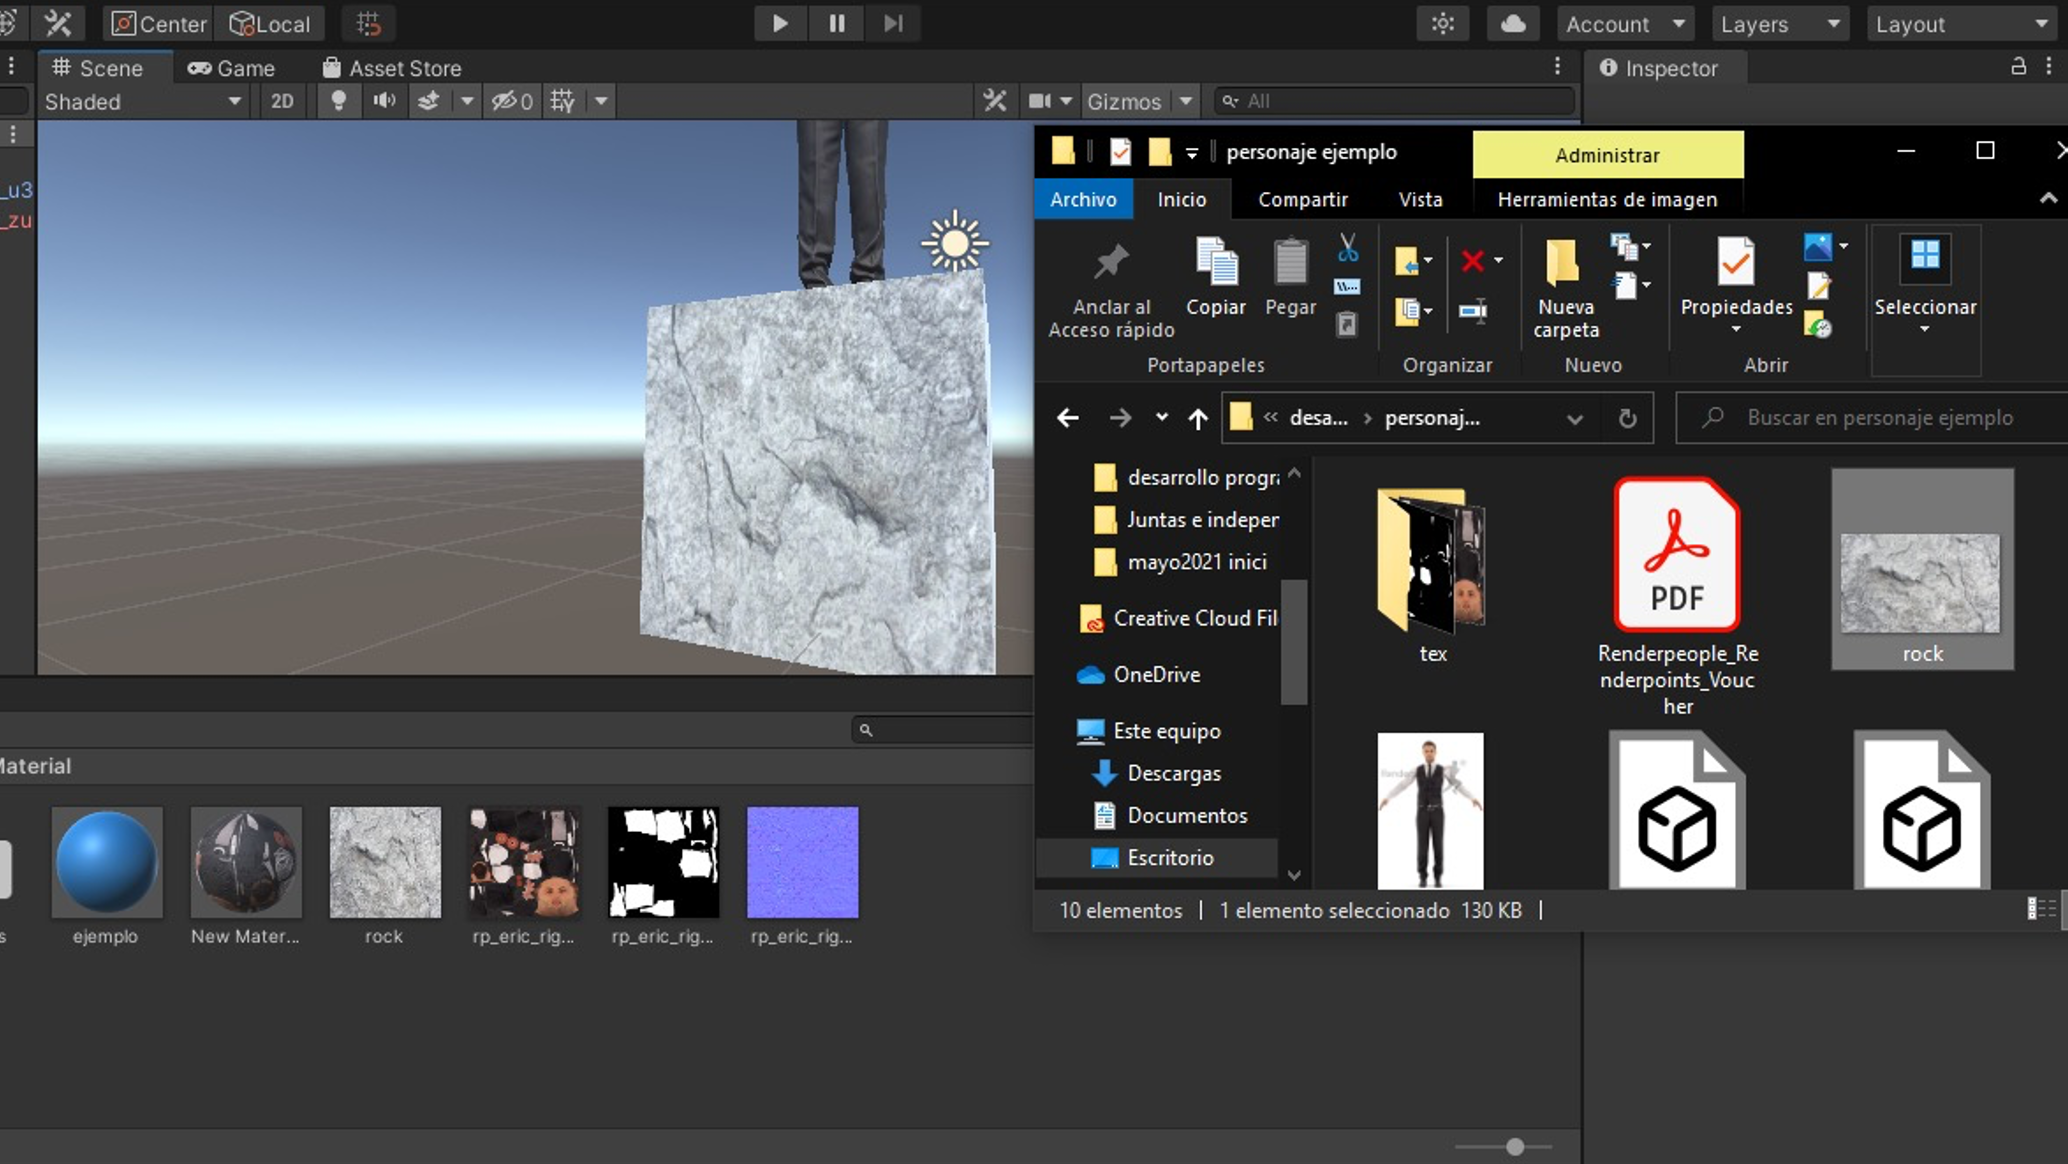 Center
Local
Account
Layers
Layout
Scene
Game
Asset Store
Inspector
Shaded
2D
0
Gizmos
All
_u3
_zu
personaje ejemplo
Administrar
Archivo
Inicio
Compartir
Vista
Herramientas de imagen
Anclar al
Acceso rápido
Copiar
Pegar
Nueva
carpeta
Propiedades
Seleccionar
Portapapeles
Organizar
Nuevo
Abrir
« desa... › personaj...
Buscar en personaje ejemplo
desarrollo progra
Juntas e indeper
mayo2021 inici
Creative Cloud Fil
OneDrive
Este equipo
Descargas
Documentos
Escritorio
tex
PDF
Renderpeople_Re
nderpoints_Vouc
her
rock
10 elementos
1 elemento seleccionado 130 KB
Material
s
ejemplo
New Mater...
rock
rp_eric_rig...
rp_eric_rig...
rp_eric_rig...